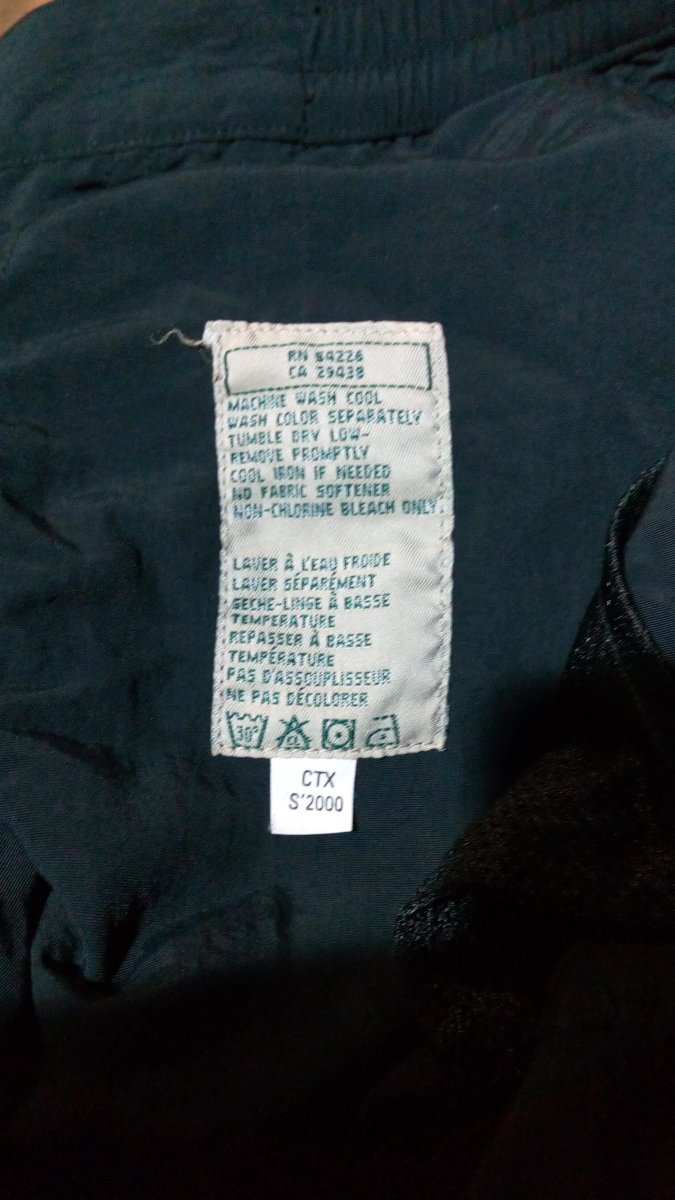 RN 84226
CA 29438
MACHINE WASH COOL
WASH COLOR SEPARATELY
TUMBLE DRY LOW-
REMOVE PROMPTLY
COOL IRON IF NEEDED
NO FABRIC SOFTENER
NON-CHLORINE BLEACH ONLY.
LAVER À L'EAU FROIDE
LAVER SÉPARÉMENT
SECHE-LINGE À BASSE
TEMPERATURE
REPASSER À BASSE
TEMPÉRATURE
PAS D'ASSOUPLISSEUR
NE PAS DÉCOLORER
30° CL
CTX
S'2000